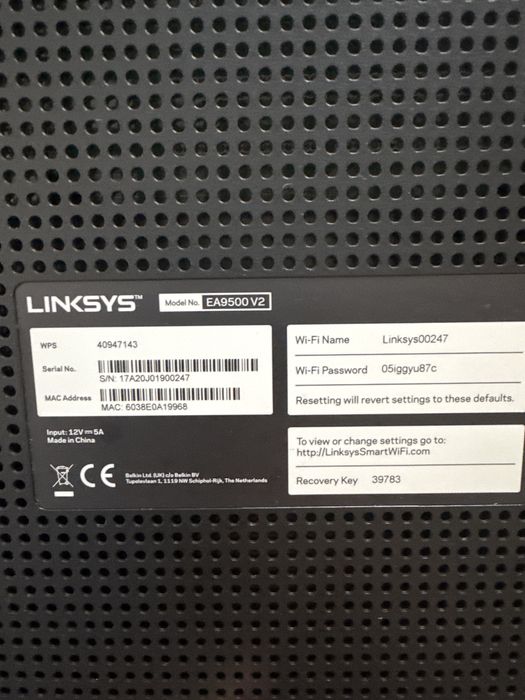 LINKSYS™ Model No. EA9500 V2
WPS 40947143
Serial No.
S/N: 17A20J01900247
MAC Address
MAC: 6038E0A19968
Input: 12V⎓5A
Made in China
CE
Belkin Ltd. (UK) c/o Belkin BV
Tupolevlaan 1, 1119 NW Schiphol-Rijk, The Netherlands
Wi-Fi Name Linksys00247
Wi-Fi Password 05iggyu87c
Resetting will revert settings to these defaults.
To view or change settings go to:
http://LinksysSmartWiFi.com
Recovery Key 39783